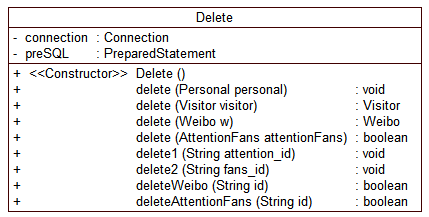 Delete
- connection : Connection
- preSQL : PreparedStatement
+ <<Constructor>> Delete ()
+ delete (Personal personal) : void
+ delete (Visitor visitor) : Visitor
+ delete (Weibo w) : Weibo
+ delete (AttentionFans attentionFans) : boolean
+ delete1 (String attention_id) : void
+ delete2 (String fans_id) : void
+ deleteWeibo (String id) : boolean
+ deleteAttentionFans (String id) : boolean